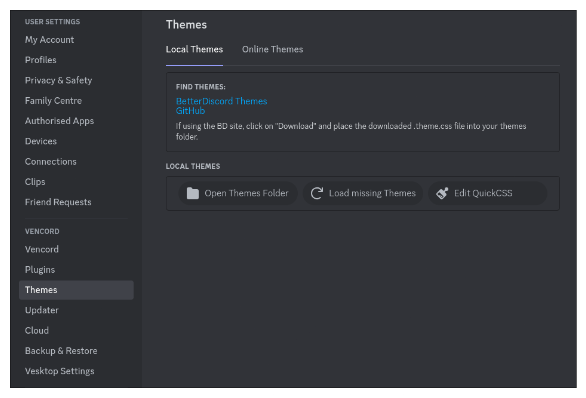 USER SETTINGS
My Account
Profiles
Privacy & Safety
Family Centre
Authorised Apps
Devices
Connections
Clips
Friend Requests
VENCORD
Vencord
Plugins
Themes
Updater
Cloud
Backup & Restore
Vesktop Settings
Themes
Local Themes
Online Themes
FIND THEMES:
BetterDiscord Themes
GitHub
If using the BD site, click on "Download" and place the downloaded .theme.css file into your themes
folder.
LOCAL THEMES
Open Themes Folder
Load missing Themes
Edit QuickCSS